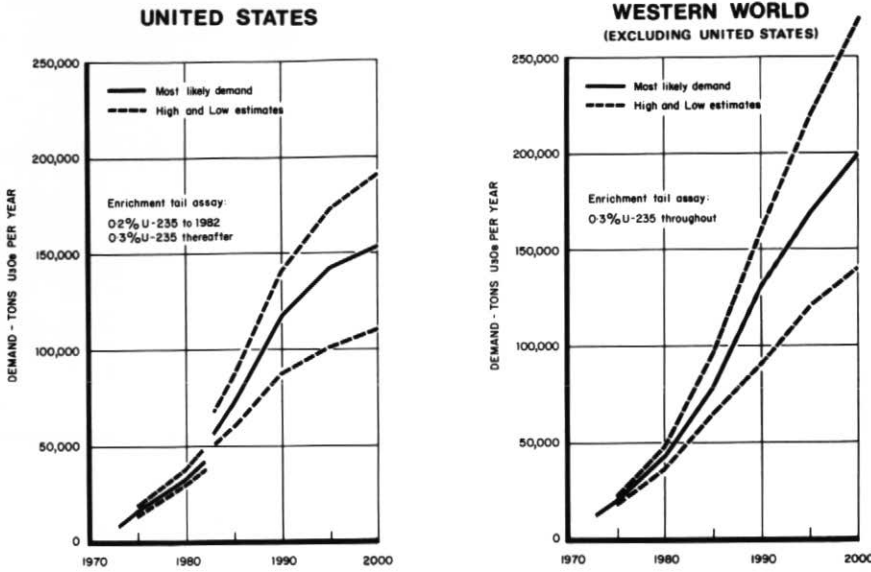 UNITED STATES
250,000
200,000
150,000
100,000
50,000
0
1970
1980
1990
2000
DEMAND - TONS U3O8 PER YEAR
Most likely demand
High and Low estimates
Enrichment tail assay:
0·2% U-235 to 1982
0·3% U-235 thereafter
WESTERN WORLD
(EXCLUDING UNITED STATES)
250,000
200,000
150,000
100,000
50,000
0
1970
1980
1990
2000
DEMAND - TONS U3O8 PER YEAR
Most likely demand
High and Low estimates
Enrichment tail assay:
0·3% U-235 throughout